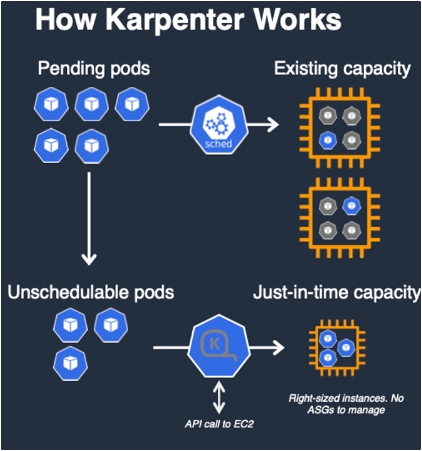 How Karpenter Works
Pending pods
Existing capacity
sched
Unschedulable pods
Just-in-time capacity
K
API call to EC2
Right-sized instances. No
ASGs to manage